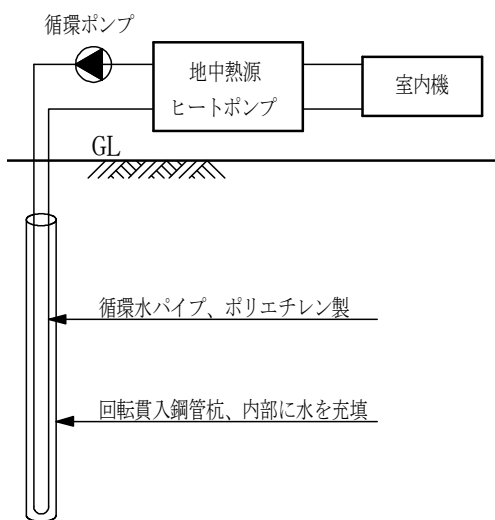 循環ポンプ
地中熱源
ヒートポンプ
室内機
GL
循環水パイプ、ポリエチレン製
回転貫入鋼管杭、内部に水を充填